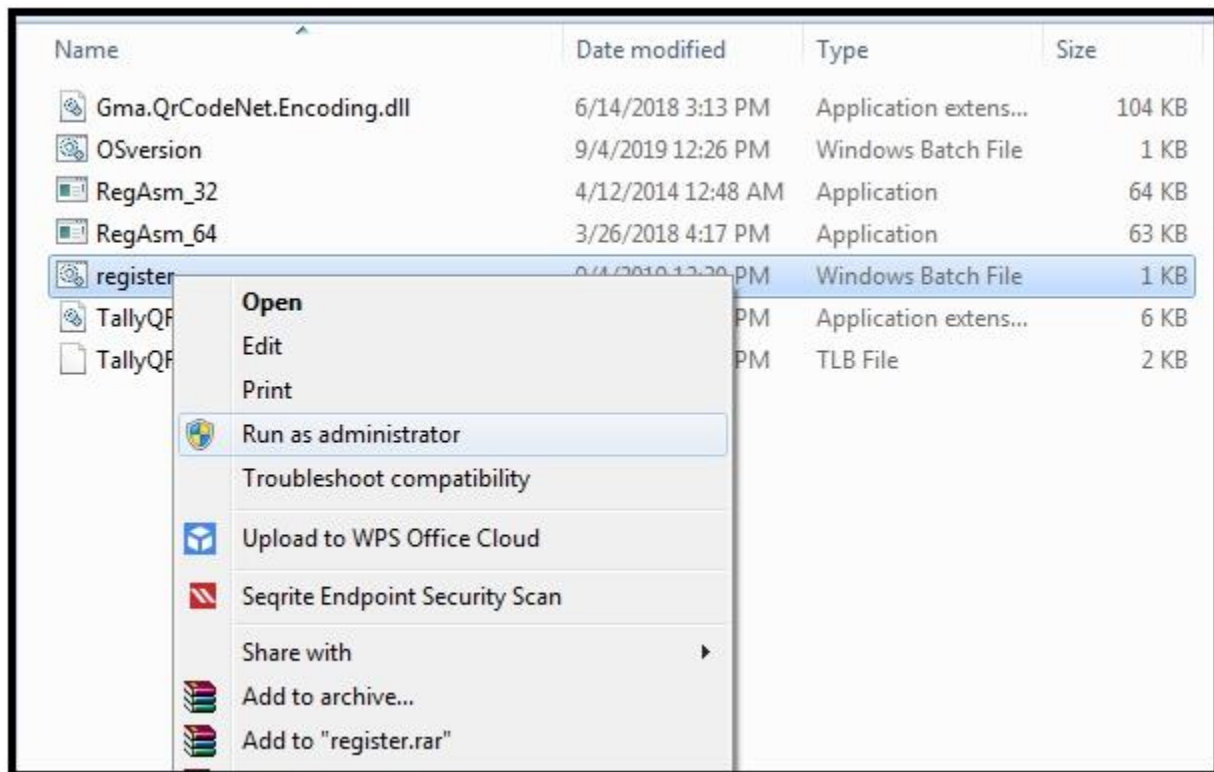 Name Date modified Type Size
Gma.QrCodeNet.Encoding.dll 6/14/2018 3:13 PM Application extens... 104 KB
OSversion 9/4/2019 12:26 PM Windows Batch File 1 KB
RegAsm_32 4/12/2014 12:48 AM Application 64 KB
RegAsm_64 3/26/2018 4:17 PM Application 63 KB
register PM Windows Batch File 1 KB
TallyQ PM Application extens... 6 KB
TallyQ PM TLB File 2 KB
Open
Edit
Print
Run as administrator
Troubleshoot compatibility
Upload to WPS Office Cloud
Seqrite Endpoint Security Scan
Share with
Add to archive...
Add to "register.rar"